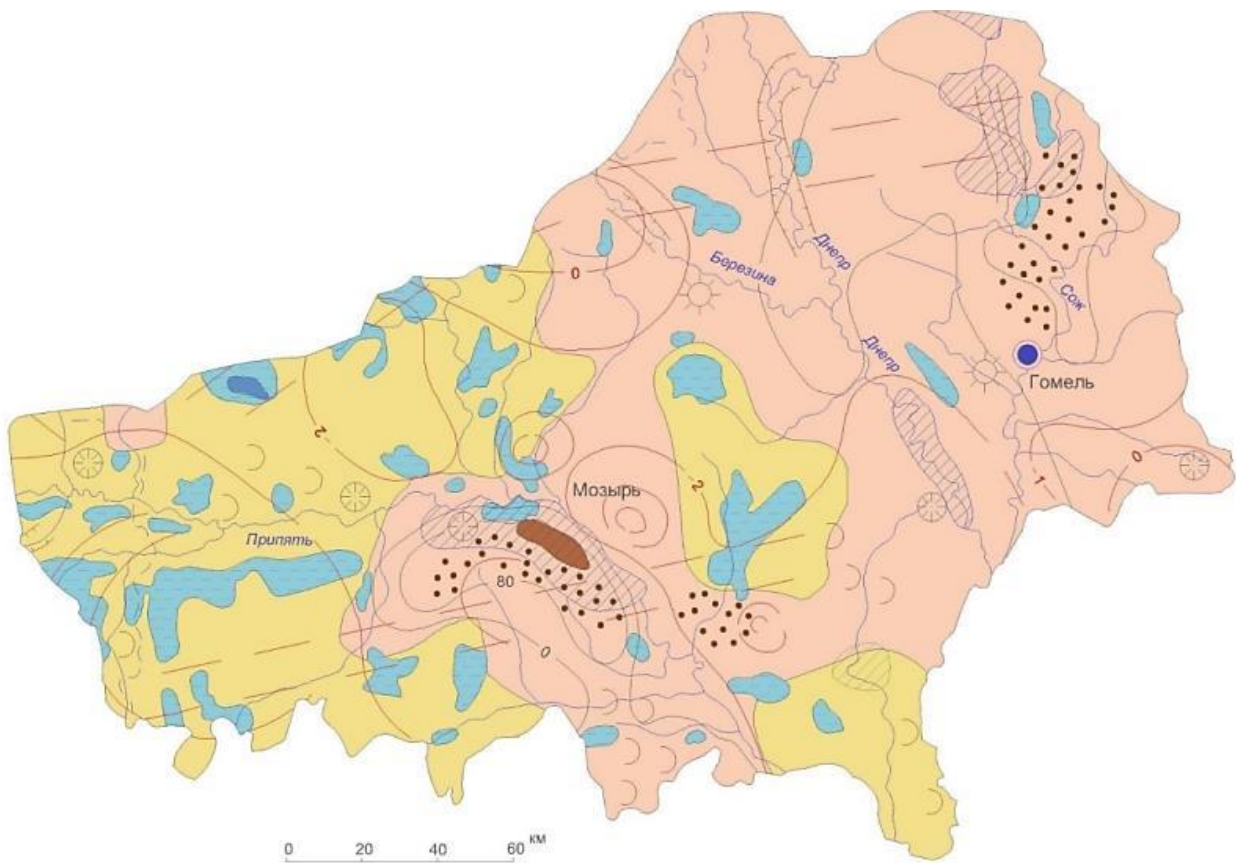 0
Днепр
Березина
Сож
Днепр
Гомель
-2
0
-1
Мозырь
-2
Припять
80
0
0 20 40 60 км